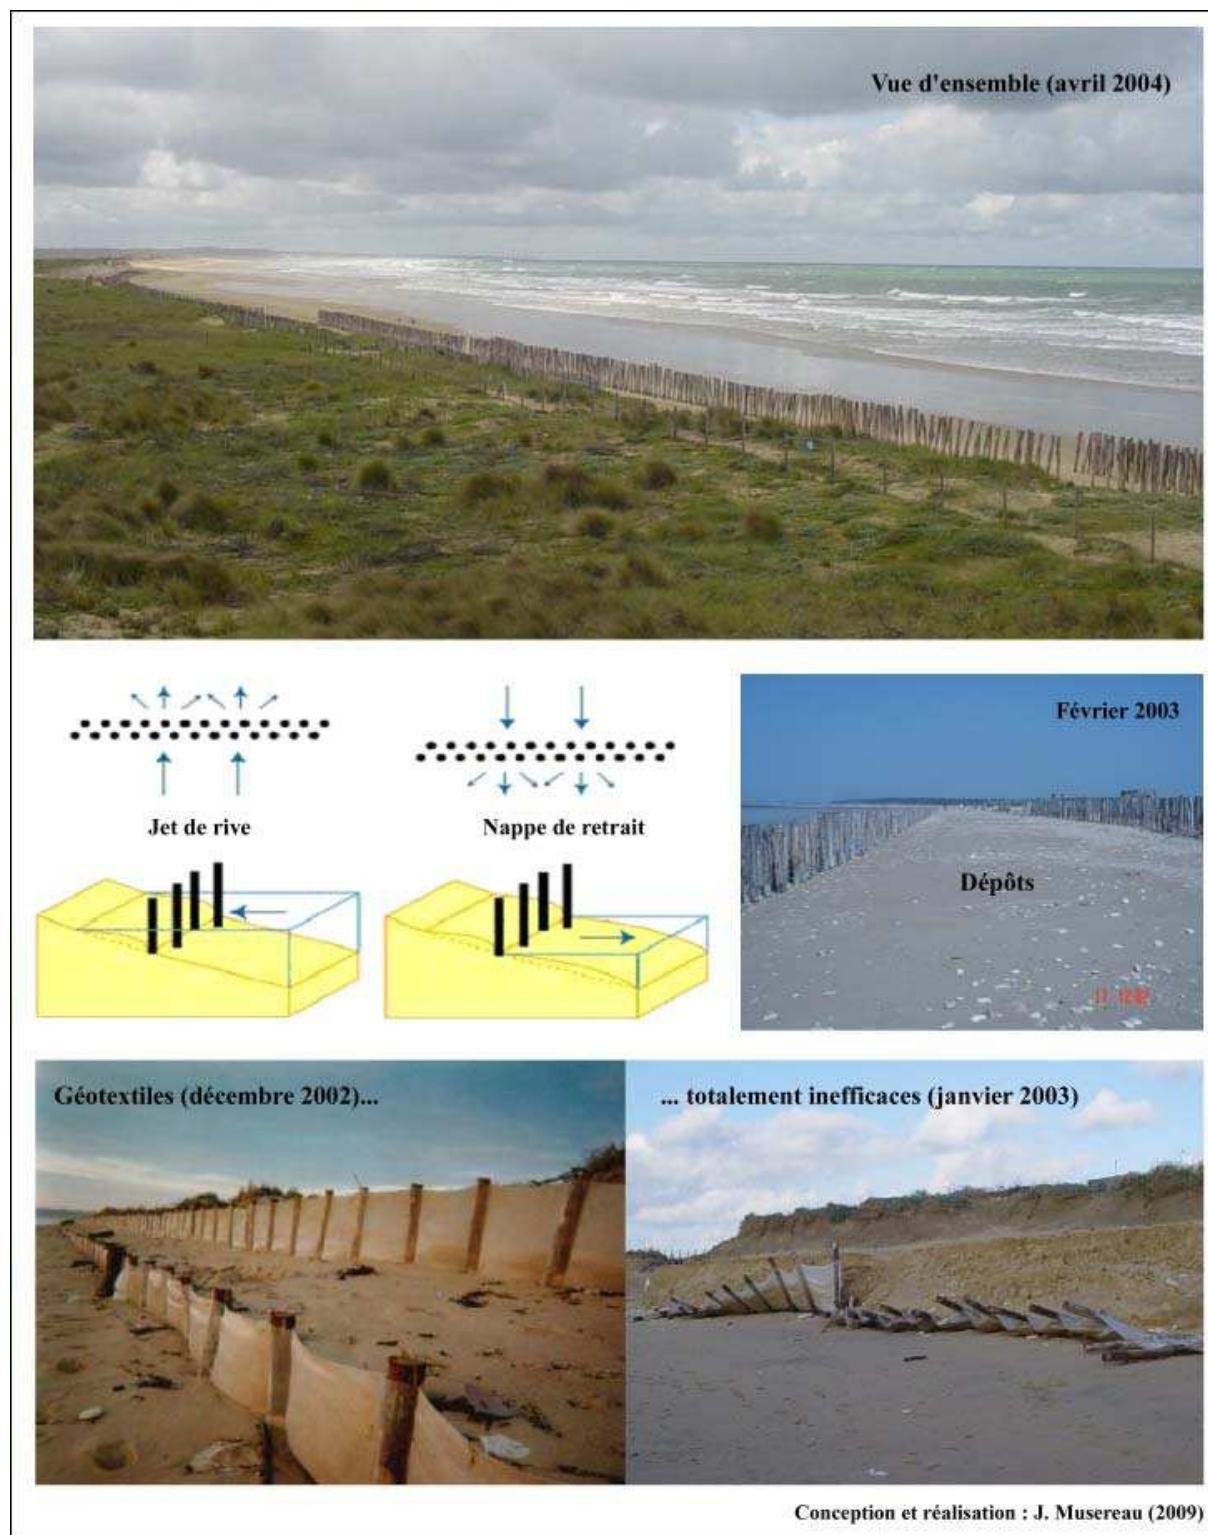 Vue d'ensemble (avril 2004)
Février 2003
Jet de rive
Nappe de retrait
Dépôts
Géotextiles (décembre 2002)...
... totalement inefficaces (janvier 2003)
Conception et réalisation : J. Musereau (2009)